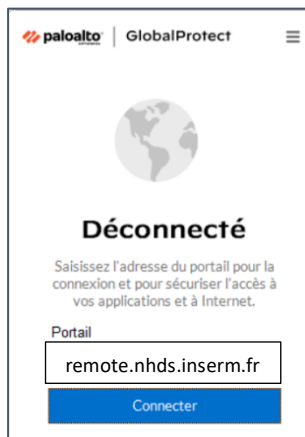 paloalto GlobalProtect
Déconnecté
Saisissez l'adresse du portail pour la
connexion et pour sécuriser l'accès à
vos applications et à Internet.
Portail
remote.nhds.inserm.fr
Connecter